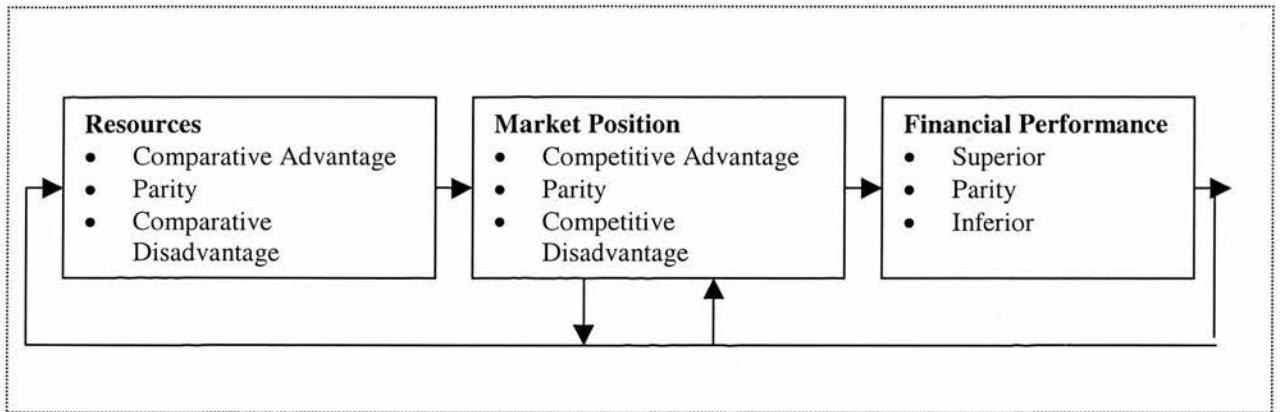 Resources
• Comparative Advantage
• Parity
• Comparative
Disadvantage
Market Position
• Competitive Advantage
• Parity
• Competitive
Disadvantage
Financial Performance
• Superior
• Parity
• Inferior